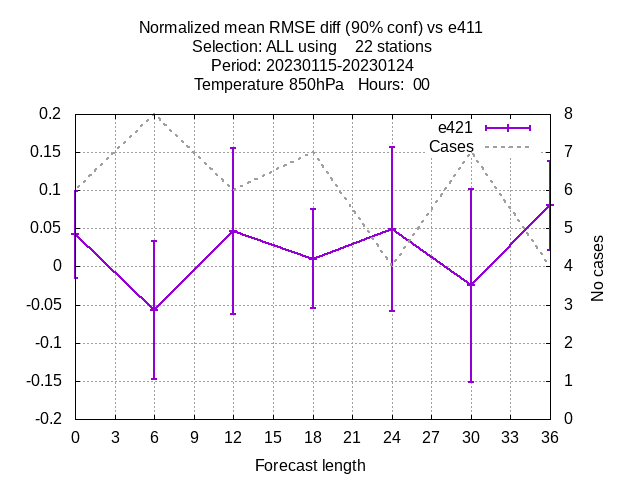 Normalized mean RMSE diff (90% conf) vs e411
Selection: ALL using    22 stations
Period: 20230115-20230124
Temperature 850hPa   Hours:  00
e421
Cases
0.2
0.15
0.1
0.05
0
-0.05
-0.1
-0.15
-0.2
8
7
6
5
4
3
2
1
0
No cases
0 3 6 9 12 15 18 21 24 27 30 33 36
Forecast length